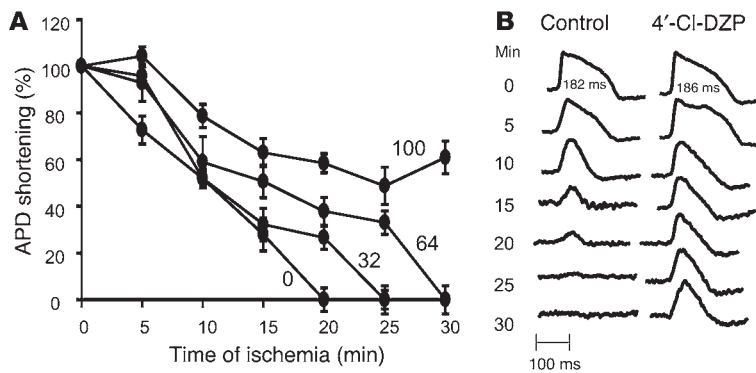 A
120
100
80
60
40
20
0
APD shortening (%)
0 5 10 15 20 25 30
Time of ischemia (min)
100
64
32
0
B
Control 4′-Cl-DZP
Min
0
5
10
15
20
25
30
182 ms
186 ms
100 ms